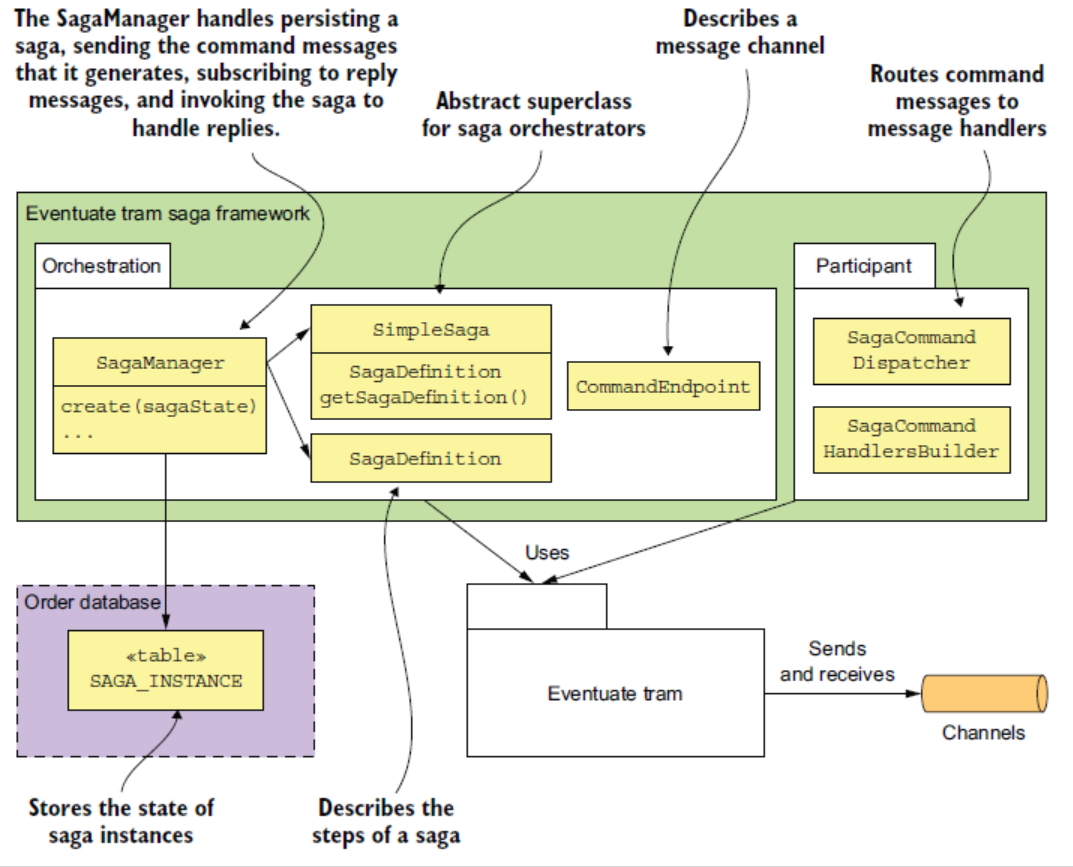 The SagaManager handles persisting a
saga, sending the command messages
that it generates, subscribing to reply
messages, and invoking the saga to
handle replies.
Abstract superclass
for saga orchestrators
Describes a
message channel
Routes command
messages to
message handlers
Eventuate tram saga framework
Orchestration
Participant
SagaManager
create(sagaState)
...
SimpleSaga
SagaDefinition
getSagaDefinition()
SagaDefinition
CommandEndpoint
SagaCommand
Dispatcher
SagaCommand
HandlersBuilder
Uses
Order database
«table»
SAGA_INSTANCE
Eventuate tram
Sends
and receives
Channels
Stores the state of
saga instances
Describes the
steps of a saga